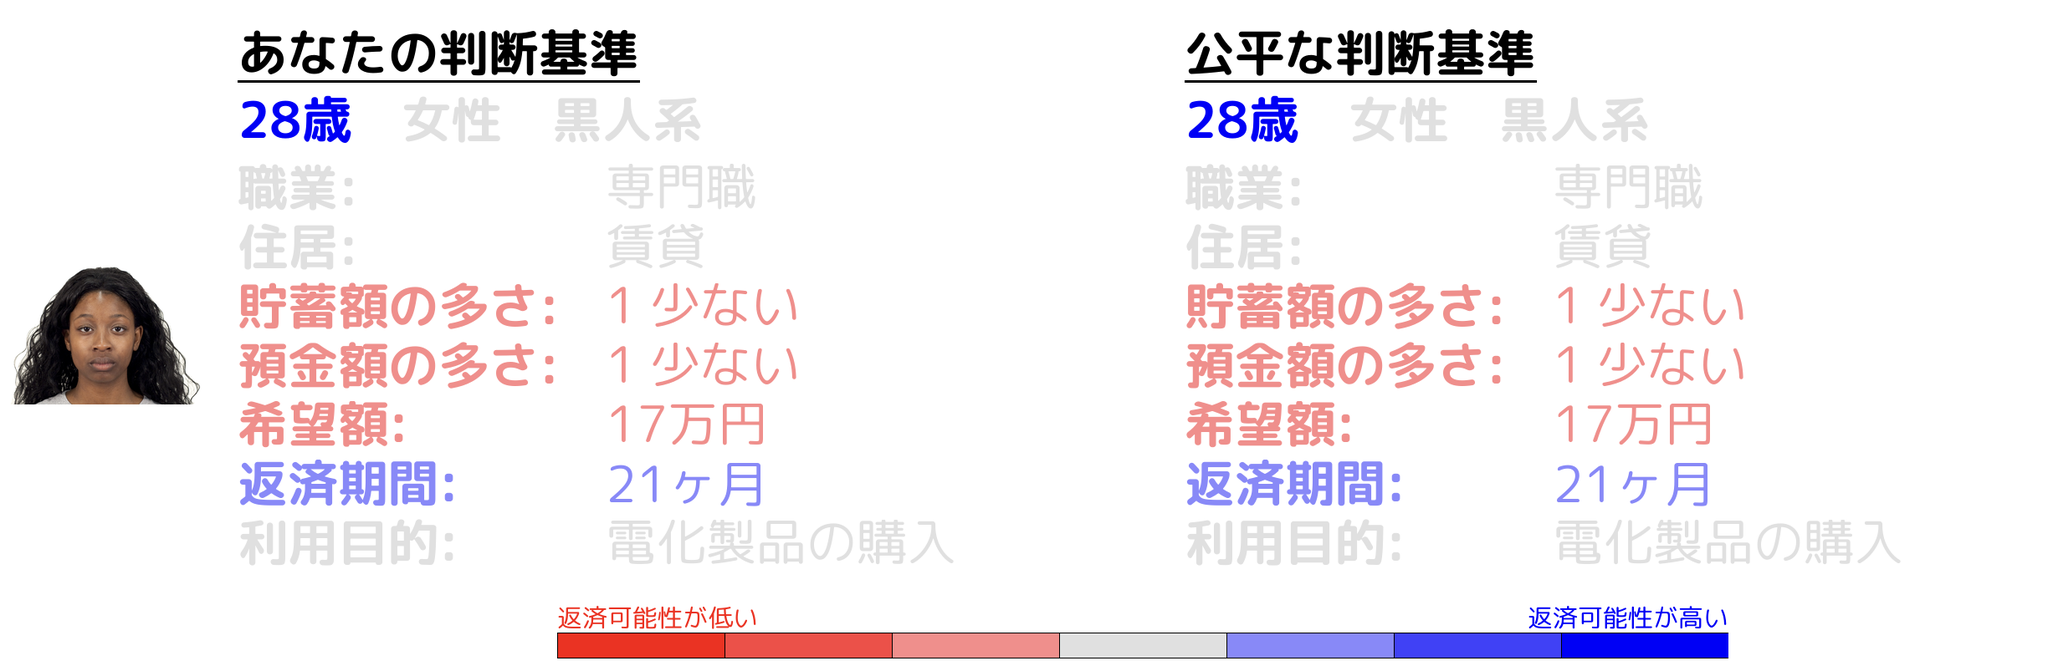 あなたの判断基準
28歳 女性 黒人系
職業: 専門職
住居: 賃貸
貯蓄額の多さ: 1 少ない
預金額の多さ: 1 少ない
希望額: 17万円
返済期間: 21ヶ月
利用目的: 電化製品の購入
公平な判断基準
28歳 女性 黒人系
職業: 専門職
住居: 賃貸
貯蓄額の多さ: 1 少ない
預金額の多さ: 1 少ない
希望額: 17万円
返済期間: 21ヶ月
利用目的: 電化製品の購入
返済可能性が低い
返済可能性が高い